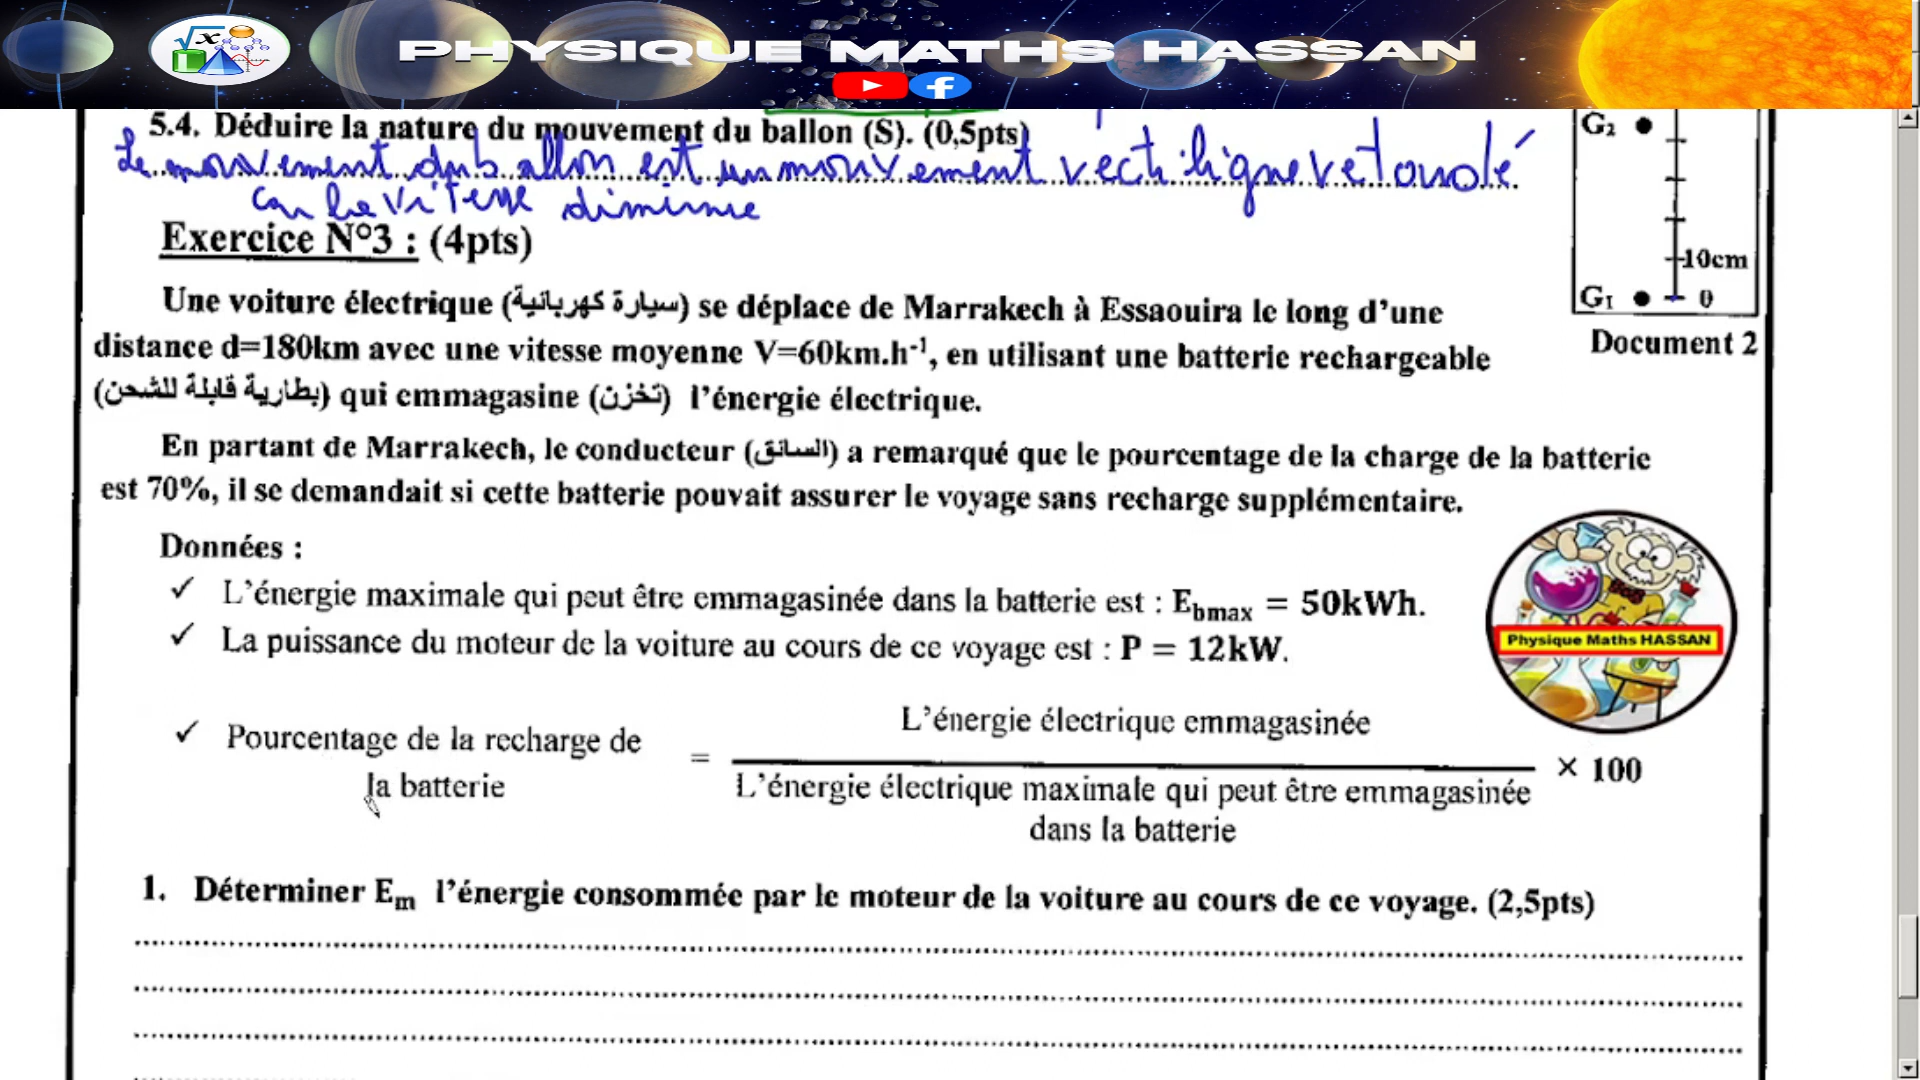 PHYSIQUE MATHS HASSAN
5.4. Déduire la nature du mouvement du ballon (S). (0,5pts)
Le mouvement du ballon est un mouvement rectiligne retardé
car la vitesse diminue
G₂
10cm
G₁ 0
Document 2
Exercice N°3 : (4pts)
Une voiture électrique (سيارة كهربائية) se déplace de Marrakech à Essaouira le long d’une
distance d=180km avec une vitesse moyenne V=60km.h⁻¹, en utilisant une batterie rechargeable
(بطارية قابلة للشحن) qui emmagasine (تخزن) l’énergie électrique.
En partant de Marrakech, le conducteur (السائق) a remarqué que le pourcentage de la charge de la batterie
est 70%, il se demandait si cette batterie pouvait assurer le voyage sans recharge supplémentaire.
Données :
✓ L’énergie maximale qui peut être emmagasinée dans la batterie est : E_bmax = 50kWh.
✓ La puissance du moteur de la voiture au cours de ce voyage est : P = 12kW.
Physique Maths HASSAN
✓ Pourcentage de la recharge de
la batterie
=
L’énergie électrique emmagasinée
L’énergie électrique maximale qui peut être emmagasinée
dans la batterie
× 100
1. Déterminer E_m l’énergie consommée par le moteur de la voiture au cours de ce voyage. (2,5pts)